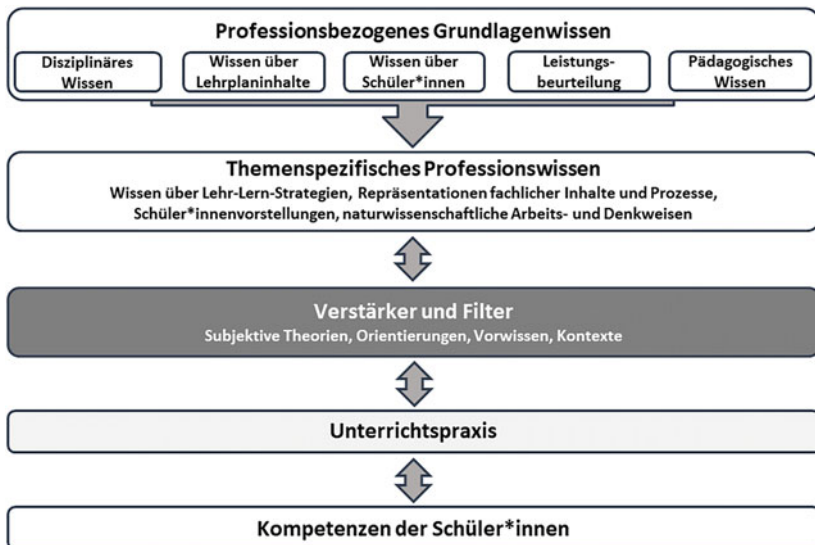 Professionsbezogenes Grundlagenwissen
Disziplinäres
Wissen
Wissen über
Lehrplaninhalte
Wissen über
Schüler*innen
Leistungs-
beurteilung
Pädagogisches
Wissen
Themenspezifisches Professionswissen
Wissen über Lehr-Lern-Strategien, Repräsentationen fachlicher Inhalte und Prozesse,
Schüler*innenvorstellungen, naturwissenschaftliche Arbeits- und Denkweisen
Verstärker und Filter
Subjektive Theorien, Orientierungen, Vorwissen, Kontexte
Unterrichtspraxis
Kompetenzen der Schüler*innen